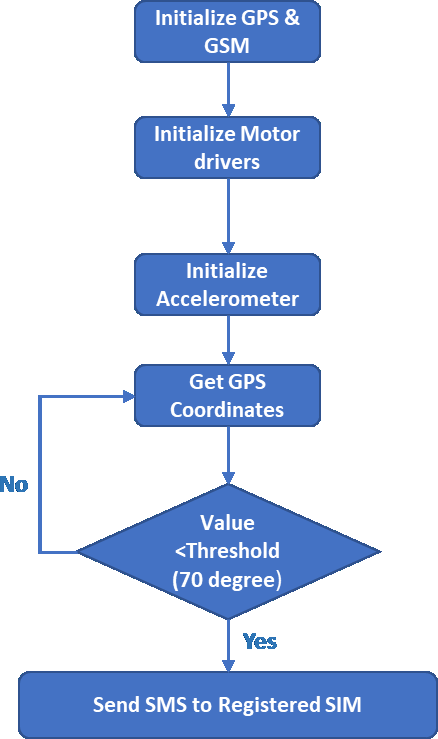 Initialize GPS &
GSM
Initialize Motor
drivers
Initialize
Accelerometer
Get GPS
Coordinates
No
Value
<Threshold
(70 degree)
Yes
Send SMS to Registered SIM